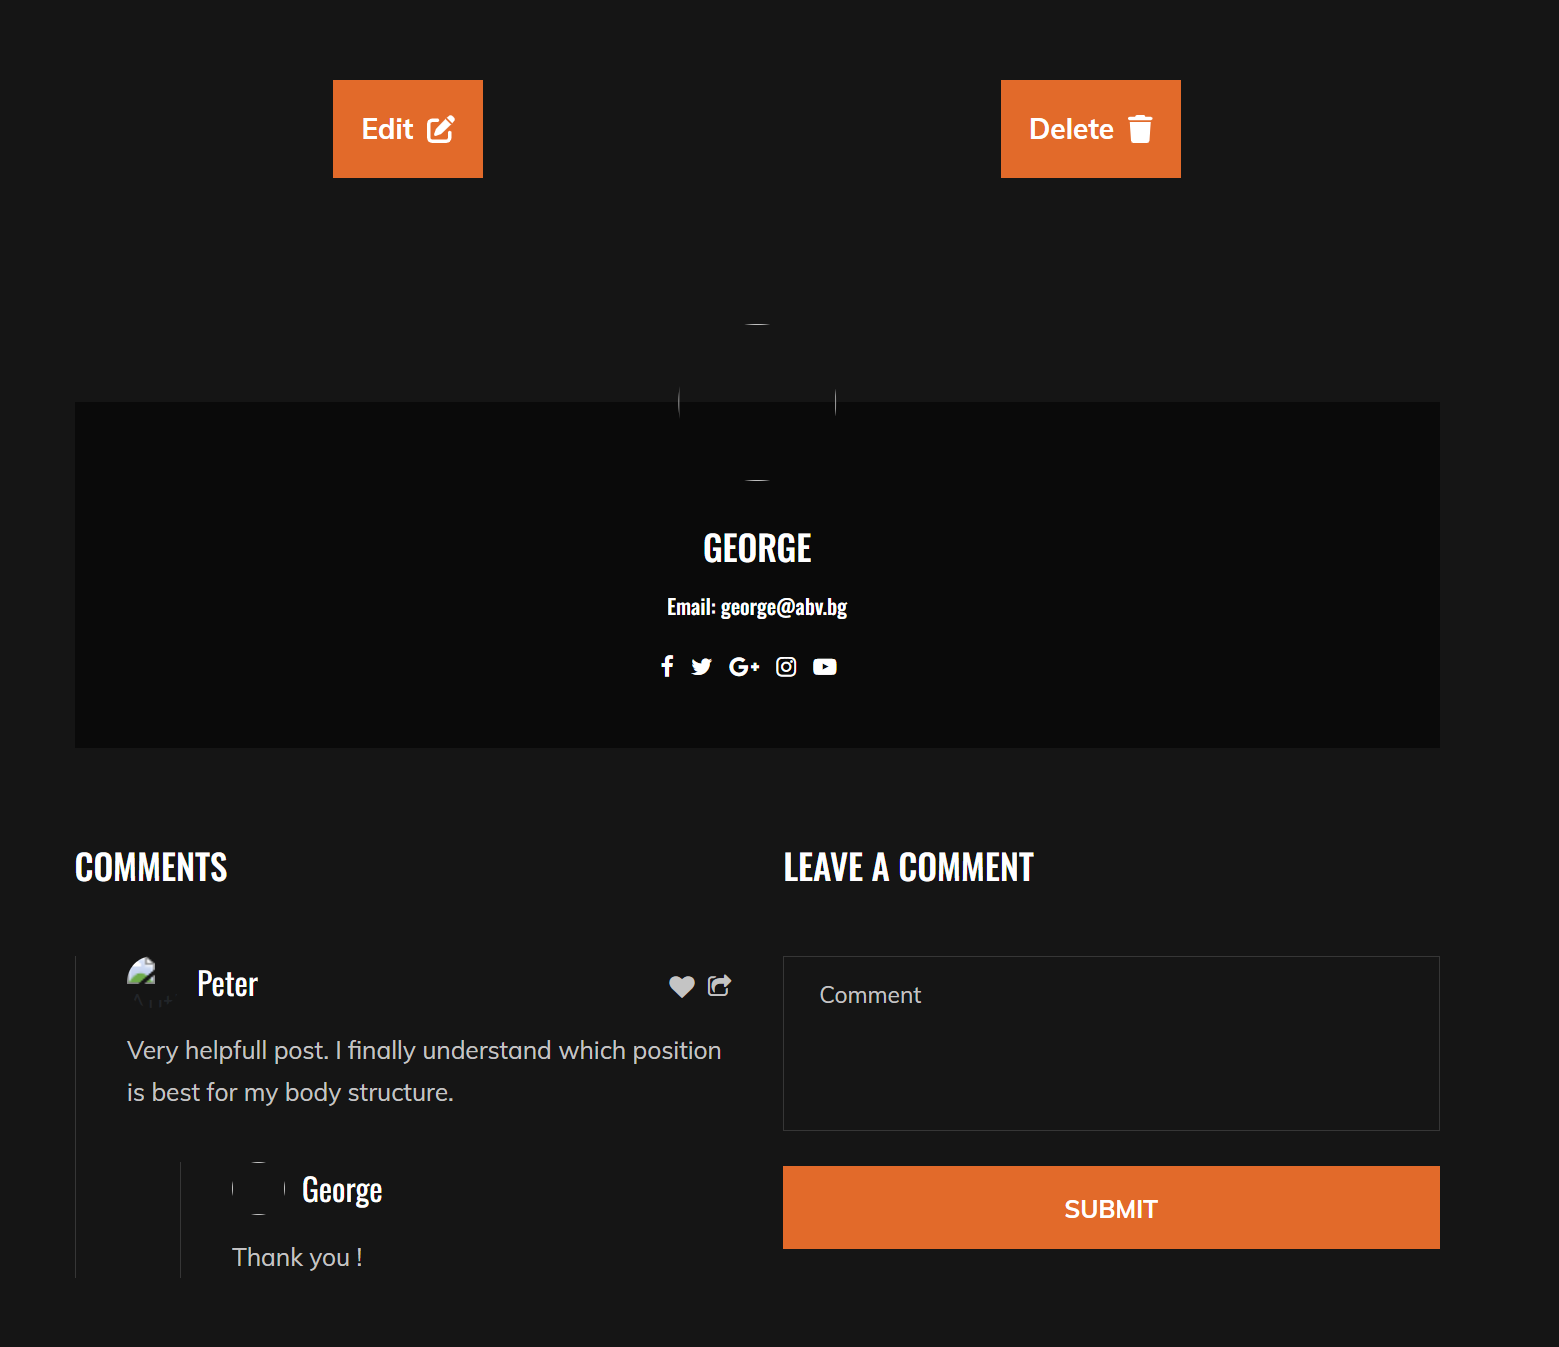 Edit
Delete
GEORGE
Email: george@abv.bg
COMMENTS
Peter
Very helpfull post. I finally understand which position
is best for my body structure.
George
Thank you !
LEAVE A COMMENT
Comment
SUBMIT